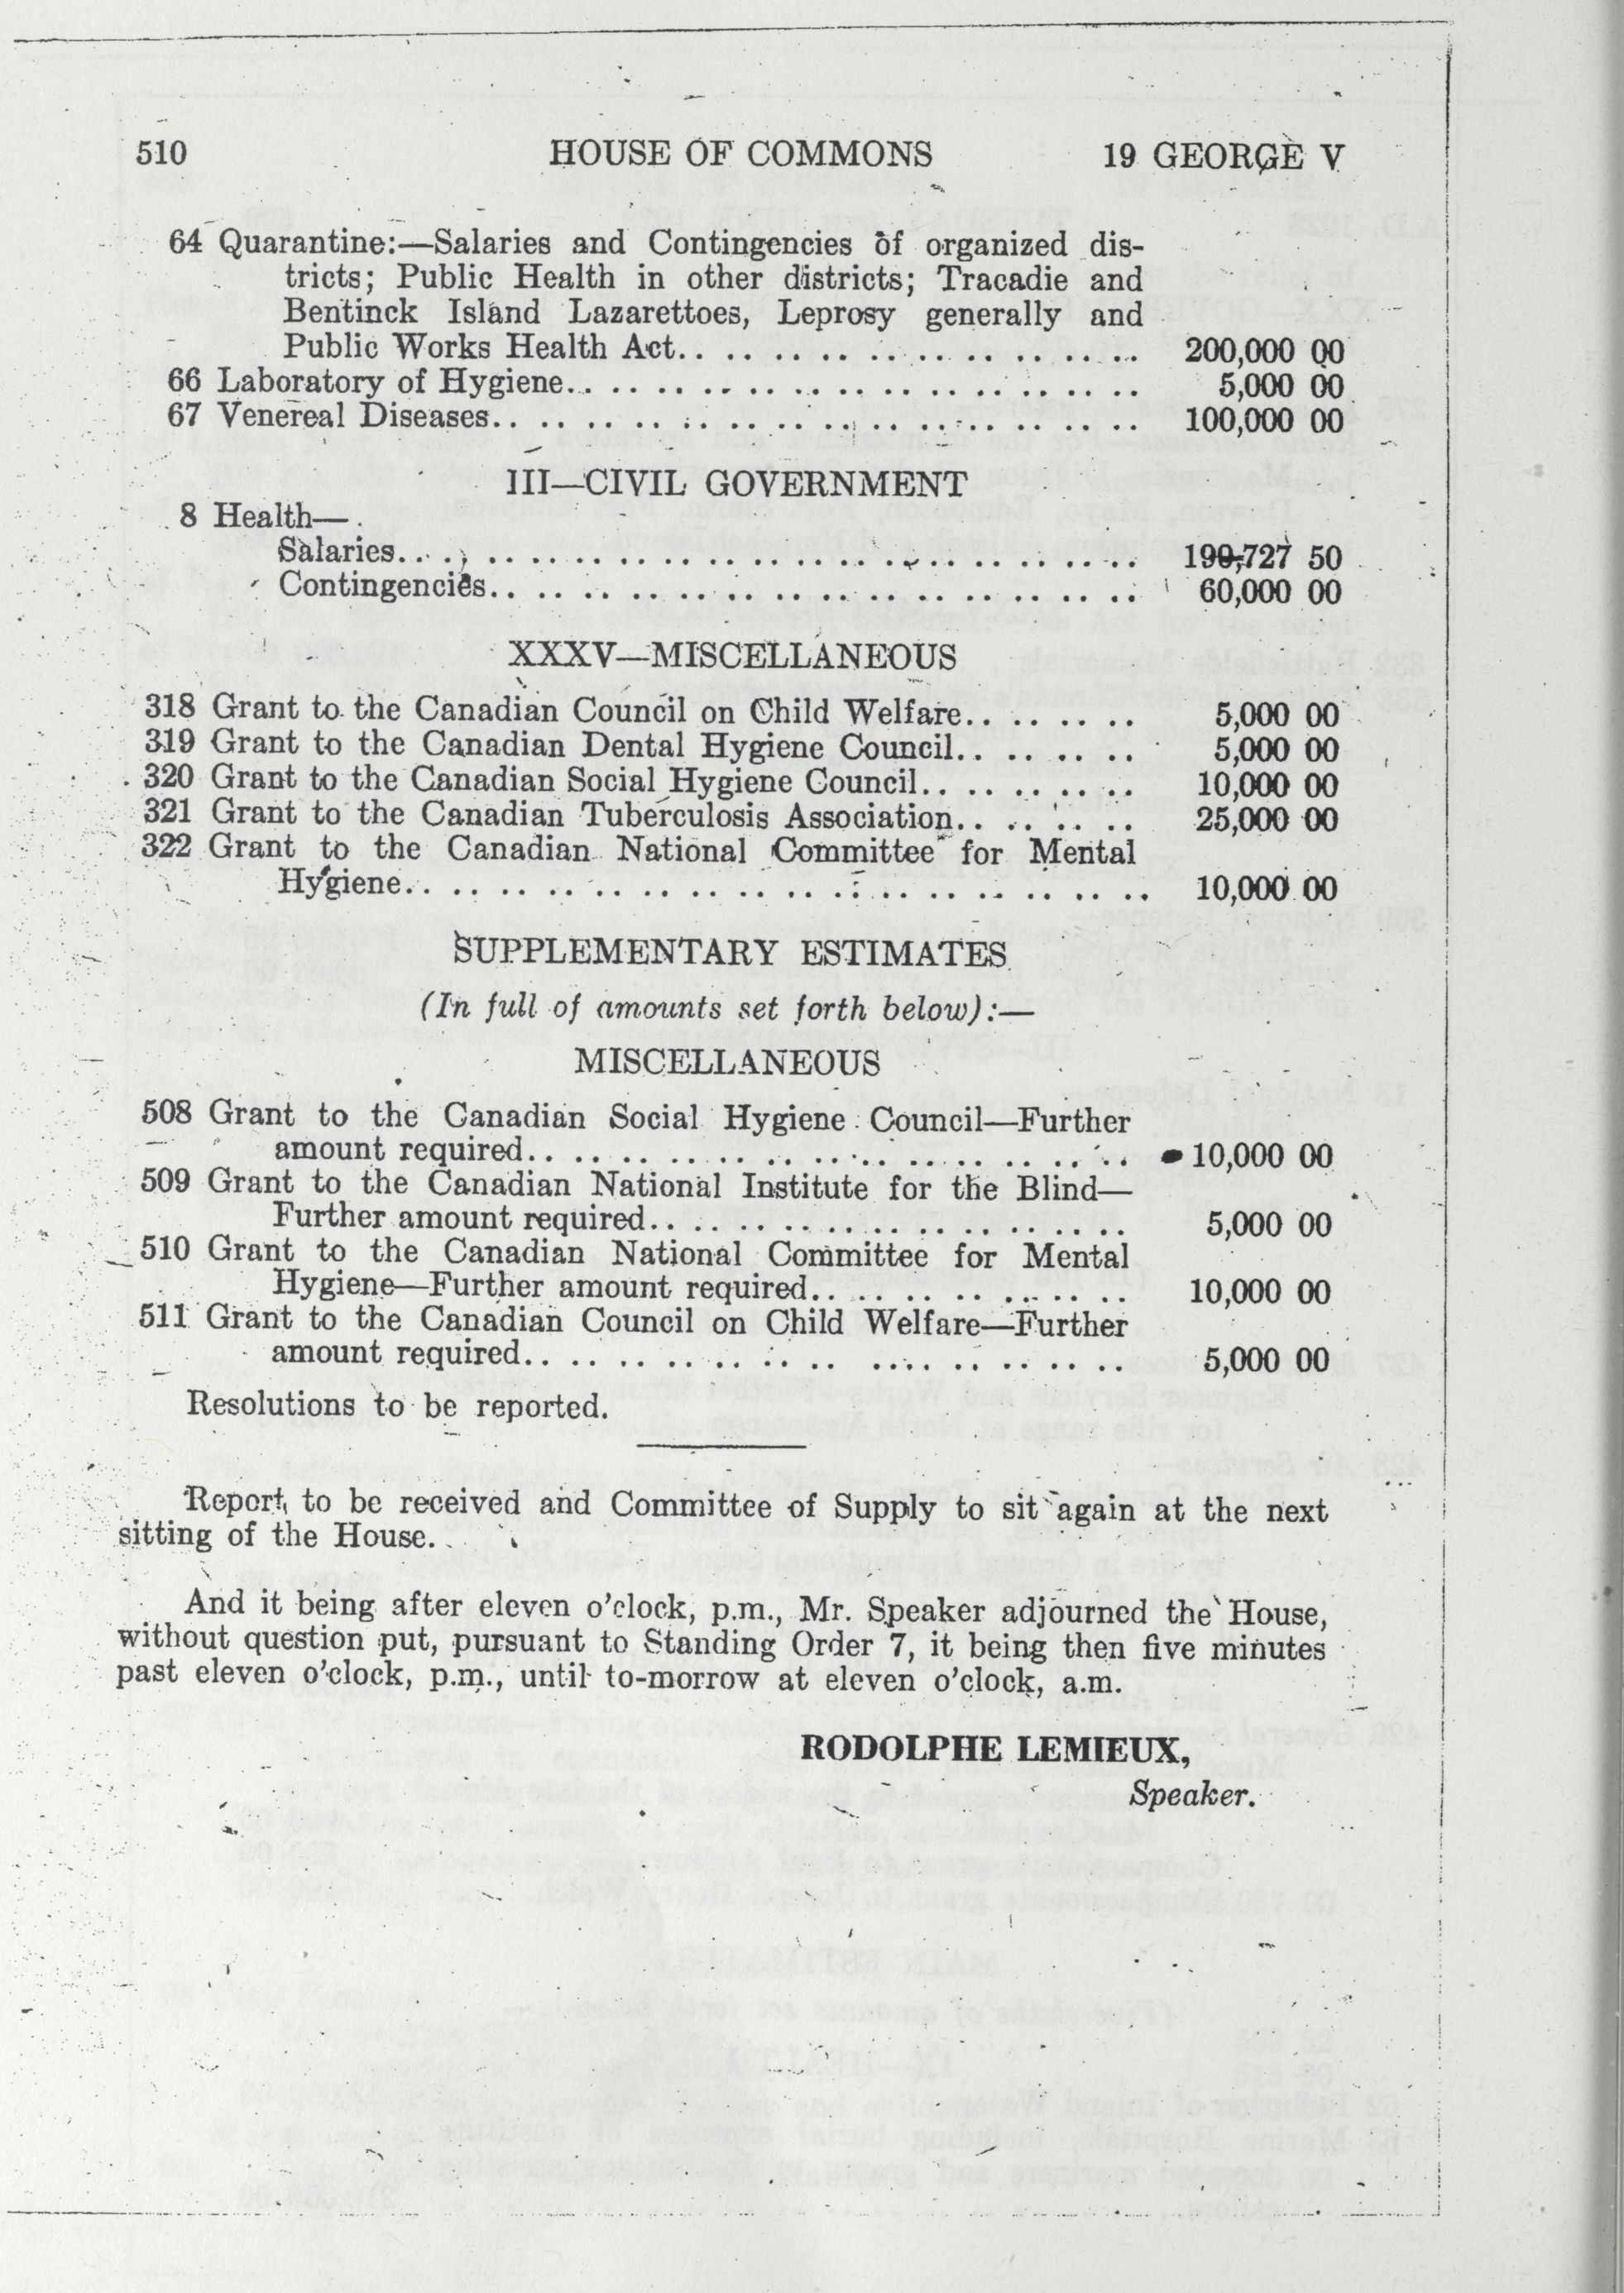 510 HOUSE OF COMMONS 19 GEORGE V
64 Quarantine:—Salaries and Contingencies of organized dis-
tricts; Public Health in other districts; Tracadie and
Bentinck Island Lazarettoes, Leprosy generally and
Public Works Health Act.. .. .. .. .. .. .. .. .. .. 200,000 00
66 Laboratory of Hygiene.. .. .. .. .. .. .. .. .. .. .. .. 5,000 00
67 Venereal Diseases.. .. .. .. .. .. .. .. .. .. .. .. .. .. 100,000 00
III—CIVIL GOVERNMENT
8 Health—
Salaries.. .. .. .. .. .. .. .. .. .. .. .. .. .. .. .. 190,727 50
Contingencies.. .. .. .. .. .. .. .. .. .. .. .. .. .. 60,000 00
XXXV—MISCELLANEOUS
318 Grant to the Canadian Council on Child Welfare.. .. .. .. 5,000 00
319 Grant to the Canadian Dental Hygiene Council.. .. .. .. 5,000 00
320 Grant to the Canadian Social Hygiene Council.. .. .. .. .. 10,000 00
321 Grant to the Canadian Tuberculosis Association.. .. .. .. 25,000 00
322 Grant to the Canadian National Committee for Mental
Hygiene.. .. .. .. .. .. .. .. .. .. .. .. .. .. .. .. 10,000 00
SUPPLEMENTARY ESTIMATES
(In full of amounts set forth below):—
MISCELLANEOUS
508 Grant to the Canadian Social Hygiene Council—Further
amount required.. .. .. .. .. .. .. .. .. .. .. .. .. 10,000 00
509 Grant to the Canadian National Institute for the Blind—
Further amount required.. .. .. .. .. .. .. .. .. .. .. 5,000 00
510 Grant to the Canadian National Committee for Mental
Hygiene—Further amount required.. .. .. .. .. .. .. 10,000 00
511 Grant to the Canadian Council on Child Welfare—Further
amount required.. .. .. .. .. .. .. .. .. .. .. .. .. 5,000 00
Resolutions to be reported.
Report to be received and Committee of Supply to sit again at the next
sitting of the House.
And it being after eleven o'clock, p.m., Mr. Speaker adjourned the House,
without question put, pursuant to Standing Order 7, it being then five minutes
past eleven o'clock, p.m., until to-morrow at eleven o'clock, a.m.
RODOLPHE LEMIEUX,
Speaker.